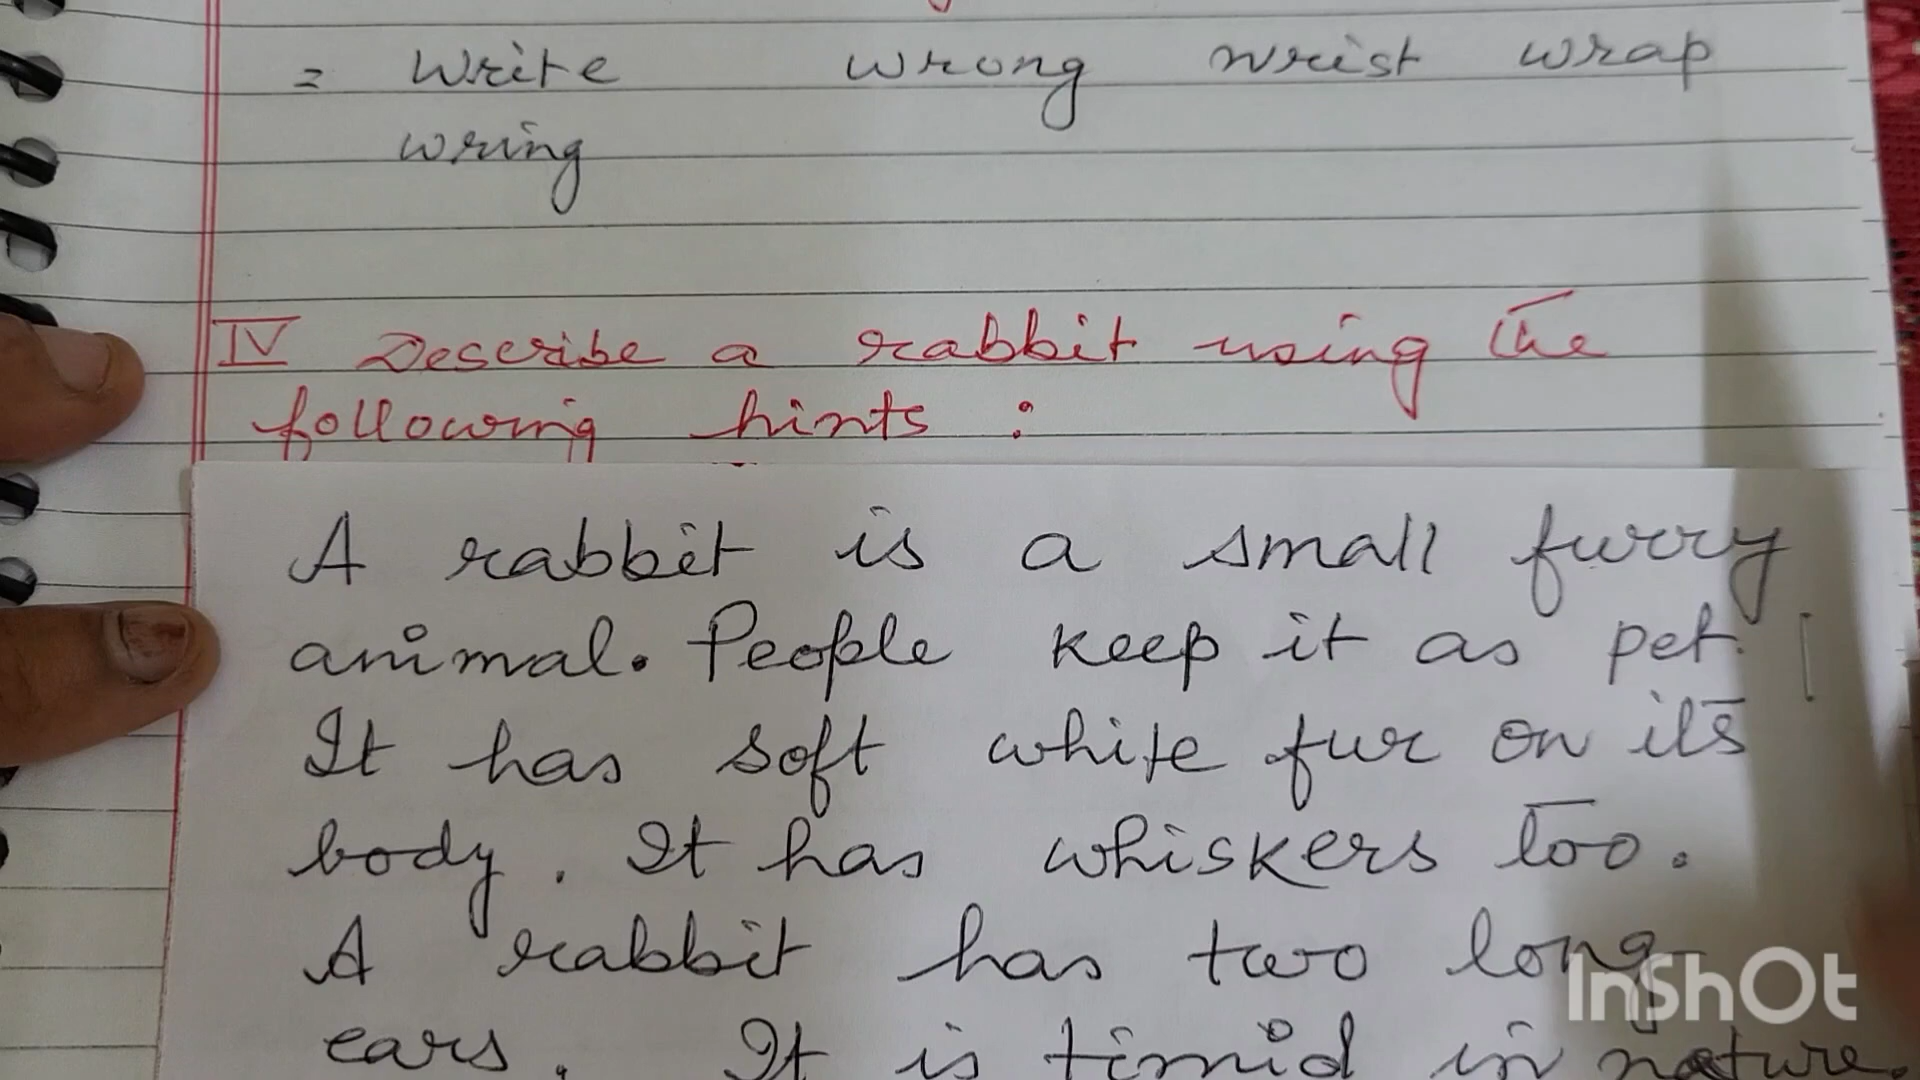 = Write wrong wrist wrap
wring
IV Describe a rabbit using the
following hints :
A rabbit is a small furry
animal. People keep it as pet.
It has soft white fur on its
body. It has whiskers too.
A rabbit has two long
ears. It is timid in nature.
InShOt